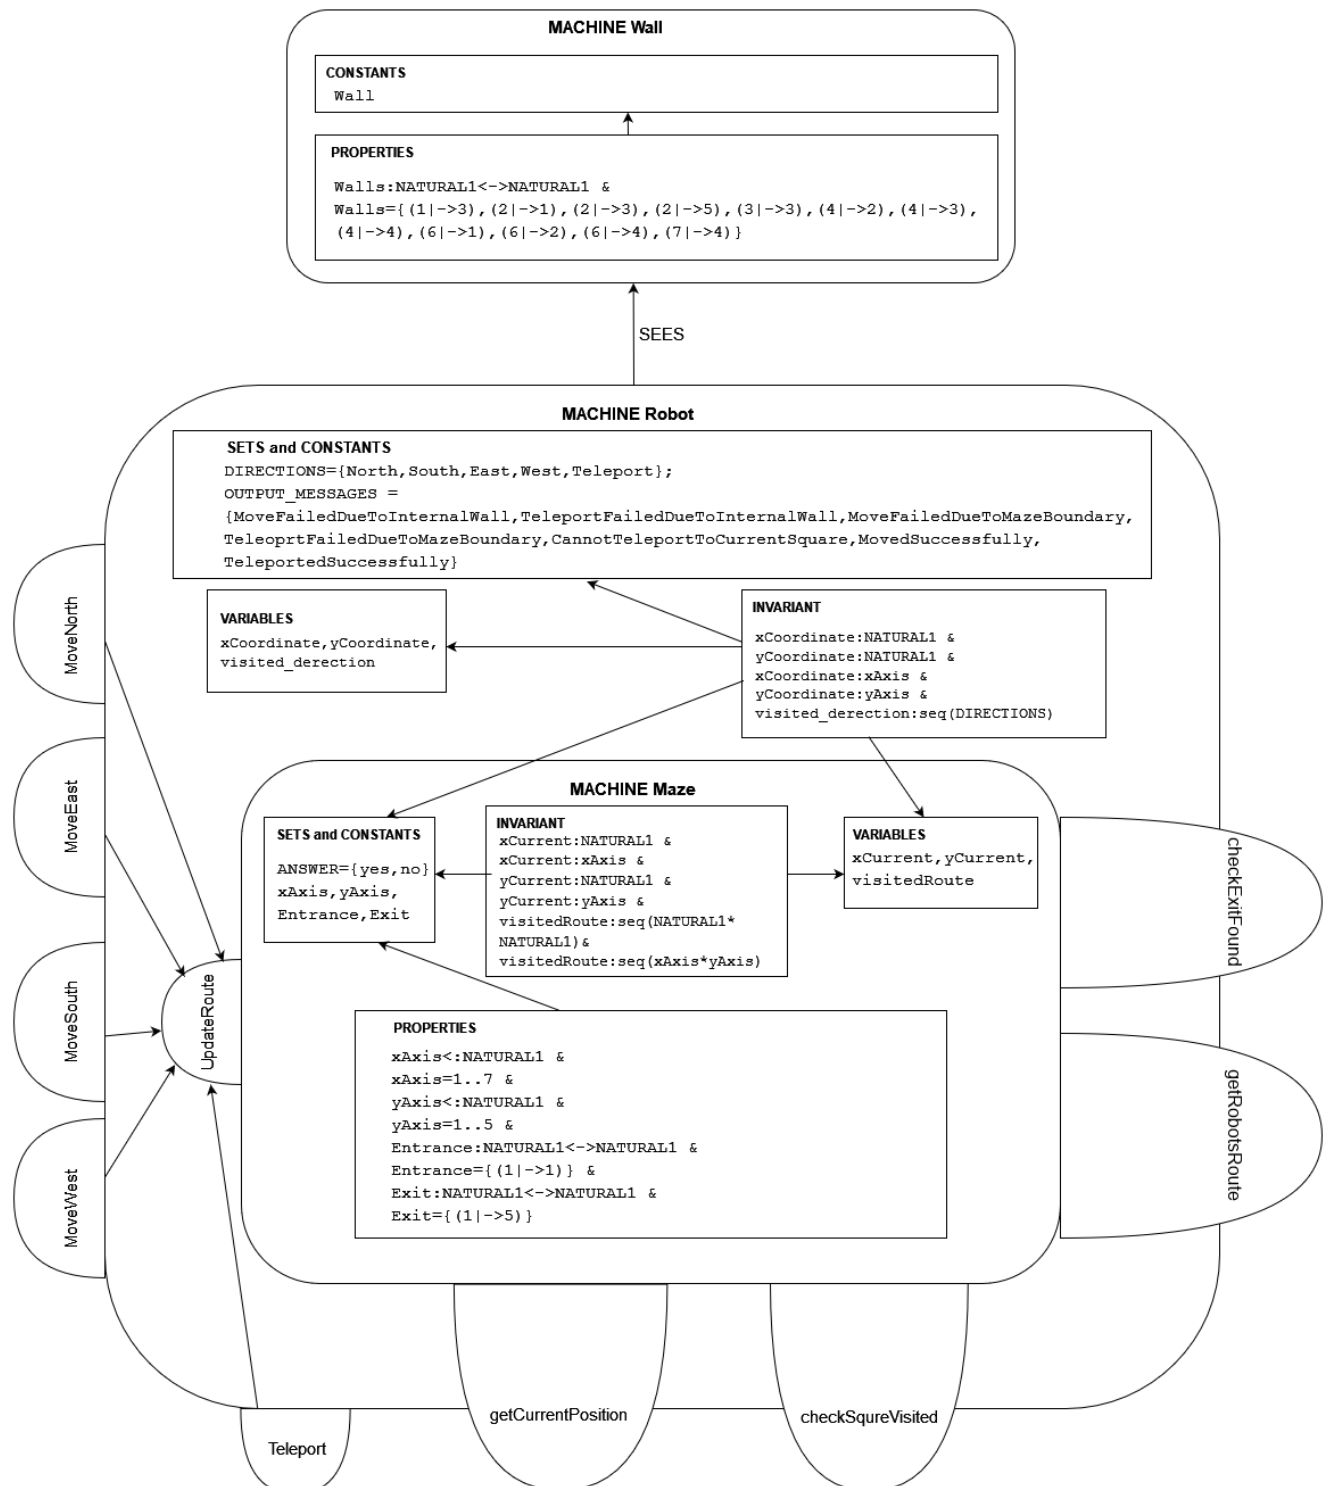 MACHINE Wall
CONSTANTS
Wall
PROPERTIES
Walls:NATURAL1<->NATURAL1 &
Walls={(1|->3),(2|->1),(2|->3),(2|->5),(3|->3),(4|->2),(4|->3),
(4|->4),(6|->1),(6|->2),(6|->4),(7|->4)}
SEES
MACHINE Robot
SETS and CONSTANTS
DIRECTIONS={North,South,East,West,Teleport};
OUTPUT_MESSAGES =
{MoveFailedDueToInternalWall,TeleportFailedDueToInternalWall,MoveFailedDueToMazeBoundary,
TeleoprtFailedDueToMazeBoundary,CannotTeleportToCurrentSquare,MovedSuccessfully,
TeleportedSuccessfully}
VARIABLES
xCoordinate,yCoordinate,
visited_derection
INVARIANT
xCoordinate:NATURAL1 &
yCoordinate:NATURAL1 &
xCoordinate:xAxis &
yCoordinate:yAxis &
visited_derection:seq(DIRECTIONS)
MoveNorth
MoveEast
MoveSouth
MoveWest
UpdateRoute
MACHINE Maze
SETS and CONSTANTS
ANSWER={yes,no}
xAxis,yAxis,
Entrance,Exit
INVARIANT
xCurrent:NATURAL1 &
xCurrent:xAxis &
yCurrent:NATURAL1 &
yCurrent:yAxis &
visitedRoute:seq(NATURAL1*
NATURAL1)&
visitedRoute:seq(xAxis*yAxis)
VARIABLES
xCurrent,yCurrent,
visitedRoute
PROPERTIES
xAxis<:NATURAL1 &
xAxis=1..7 &
yAxis<:NATURAL1 &
yAxis=1..5 &
Entrance:NATURAL1<->NATURAL1 &
Entrance={(1|->1)} &
Exit:NATURAL1<->NATURAL1 &
Exit={(1|->5)}
checkExitFound
getRobotsRoute
Teleport
getCurrentPosition
checkSqureVisited